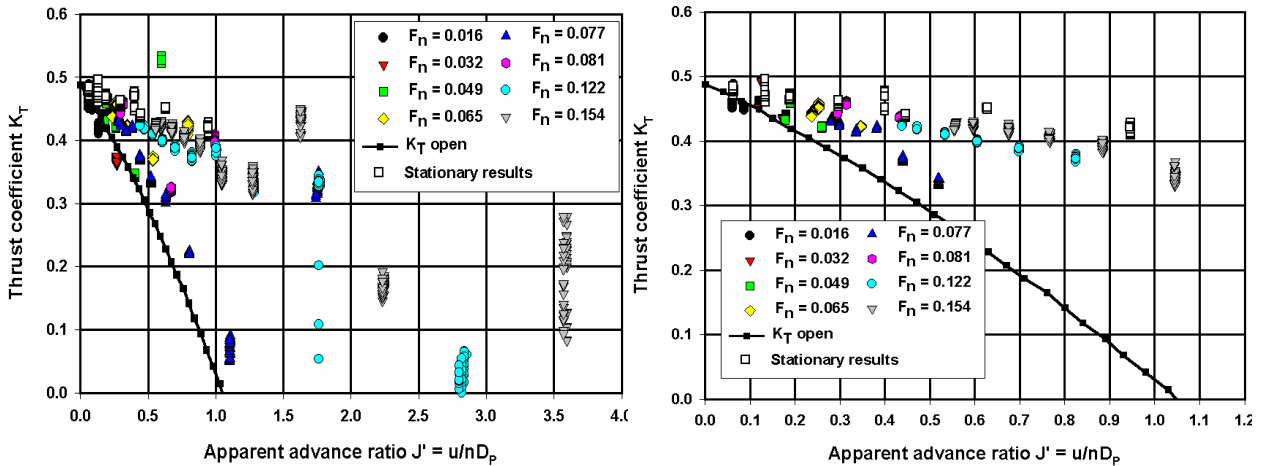 Thrust coefficient K_T
0.6
0.5
0.4
0.3
0.2
0.1
0.0
0.0 0.5 1.0 1.5 2.0 2.5 3.0 3.5 4.0
Apparent advance ratio J' = u/nD_P
F_n = 0.016 F_n = 0.077
F_n = 0.032 F_n = 0.081
F_n = 0.049 F_n = 0.122
F_n = 0.065 F_n = 0.154
K_T open
Stationary results
Thrust coefficient K_T
0.6
0.5
0.4
0.3
0.2
0.1
0.0
F_n = 0.016 F_n = 0.077
F_n = 0.032 F_n = 0.081
F_n = 0.049 F_n = 0.122
F_n = 0.065 F_n = 0.154
K_T open
Stationary results
0.0 0.1 0.2 0.3 0.4 0.5 0.6 0.7 0.8 0.9 1.0 1.1 1.2
Apparent advance ratio J' = u/nD_P